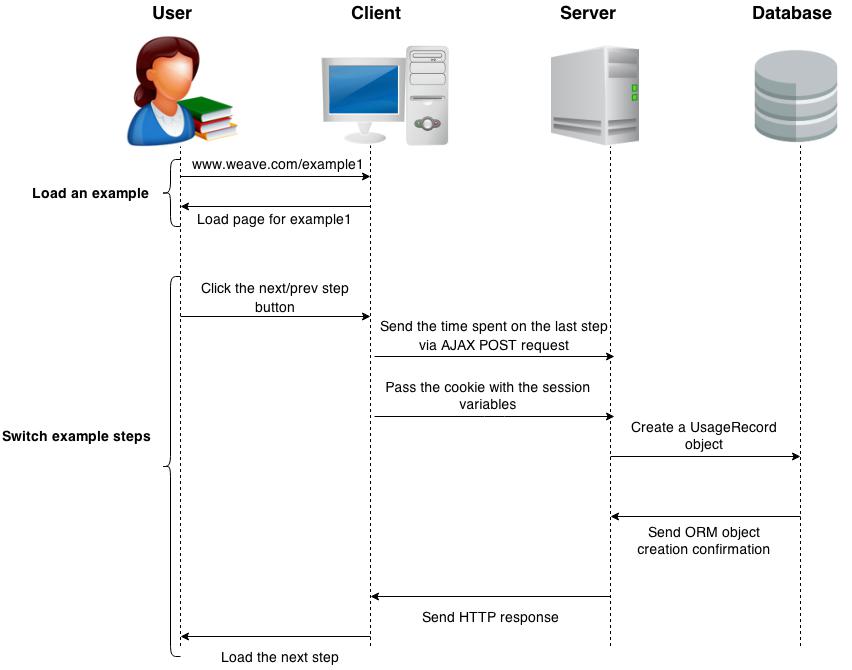 User
Client
Server
Database
www.weave.com/example1
Load an example
Load page for example1
Click the next/prev step
button
Send the time spent on the last step
via AJAX POST request
Pass the cookie with the session
variables
Switch example steps
Create a UsageRecord
object
Send ORM object
creation confirmation
Send HTTP response
Load the next step